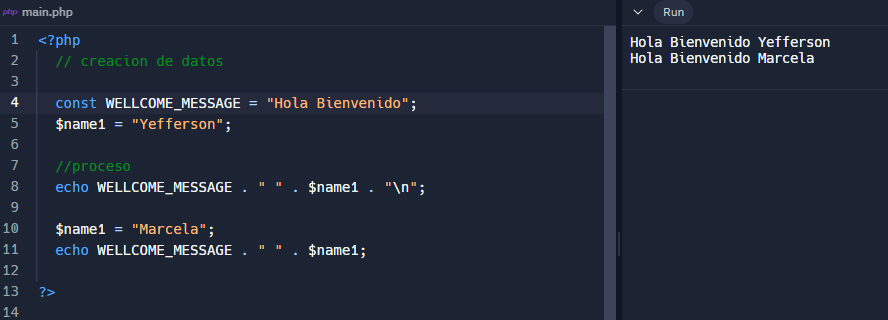 php main.php
1 <?php
2 // creacion de datos
3
4 const WELLCOME_MESSAGE = "Hola Bienvenido";
5 $name1 = "Yefferson";
6
7 //proceso
8 echo WELLCOME_MESSAGE . " " . $name1 . "\n";
9
10 $name1 = "Marcela";
11 echo WELLCOME_MESSAGE . " " . $name1;
12
13 ?>
14
Run
Hola Bienvenido Yefferson
Hola Bienvenido Marcela